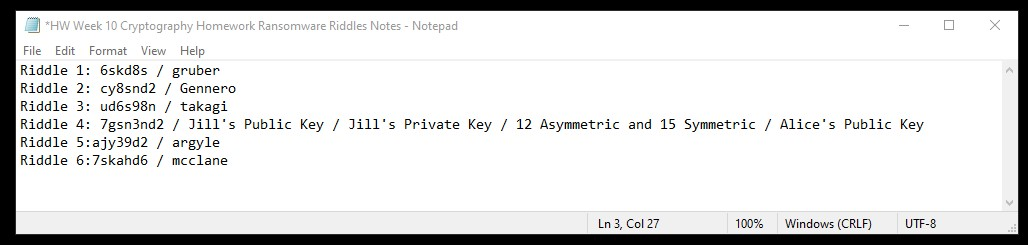 *HW Week 10 Cryptography Homework Ransomware Riddles Notes - Notepad
File Edit Format View Help
Riddle 1: 6skd8s / gruber
Riddle 2: cy8snd2 / Gennero
Riddle 3: ud6s98n / takagi
Riddle 4: 7gsn3nd2 / Jill's Public Key / Jill's Private Key / 12 Asymmetric and 15 Symmetric / Alice's Public Key
Riddle 5:ajy39d2 / argyle
Riddle 6:7skahd6 / mcclane
Ln 3, Col 27 100% Windows (CRLF) UTF-8